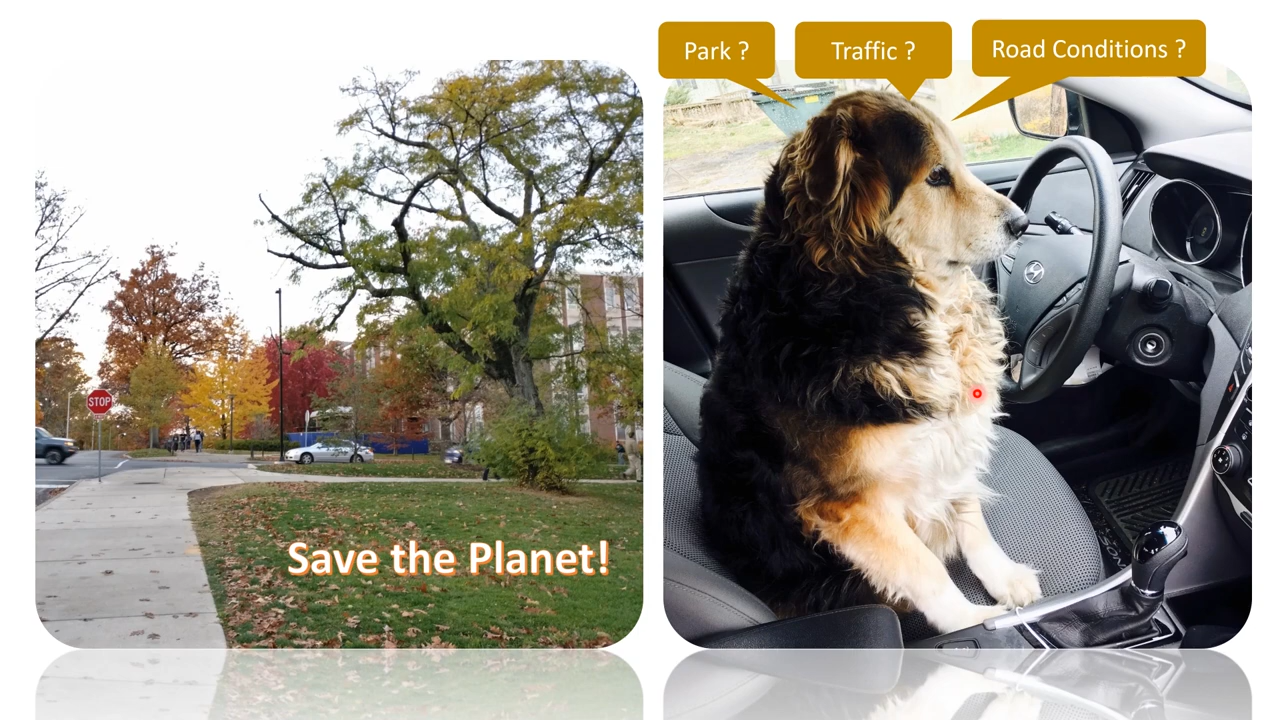 Park ?
Traffic ?
Road Conditions ?
STOP
Save the Planet!